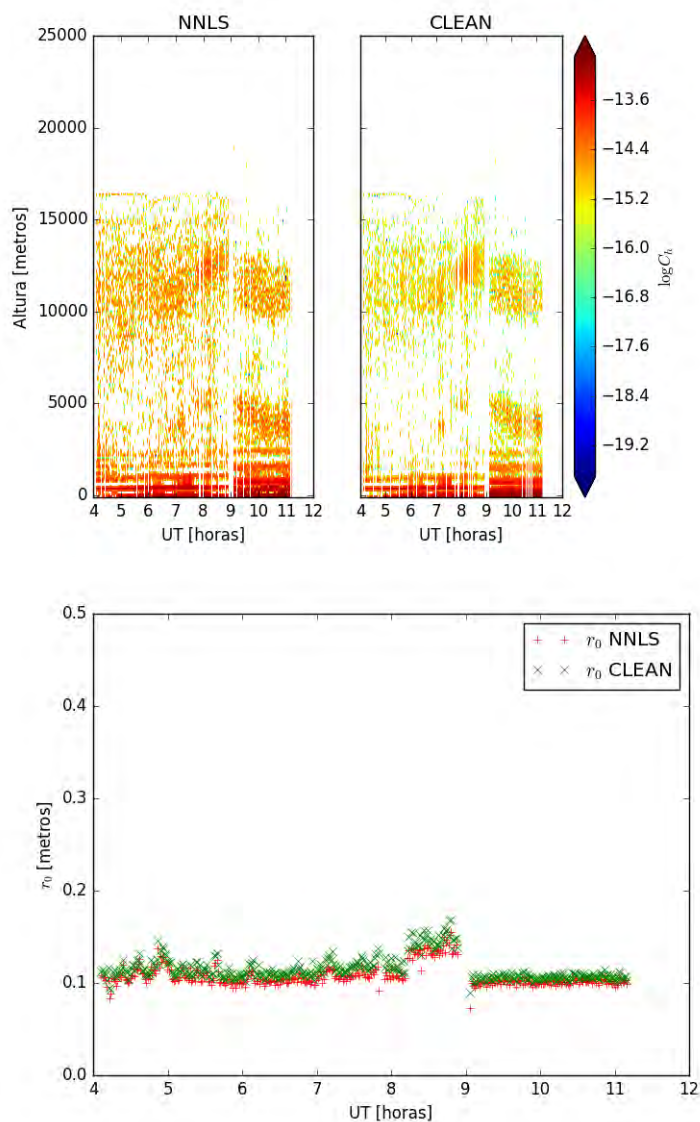 NNLS
CLEAN
25000
20000
15000
10000
5000
0
Altura [metros]
4 5 6 7 8 9 10 11 12
UT [horas]
4 5 6 7 8 9 10 11 12
UT [horas]
−13.6
−14.4
−15.2
−16.0
−16.8
−17.6
−18.4
−19.2
log C_h
0.5
0.4
0.3
0.2
0.1
0.0
r_0 [metros]
r_0 NNLS
r_0 CLEAN
4 5 6 7 8 9 10 11 12
UT [horas]